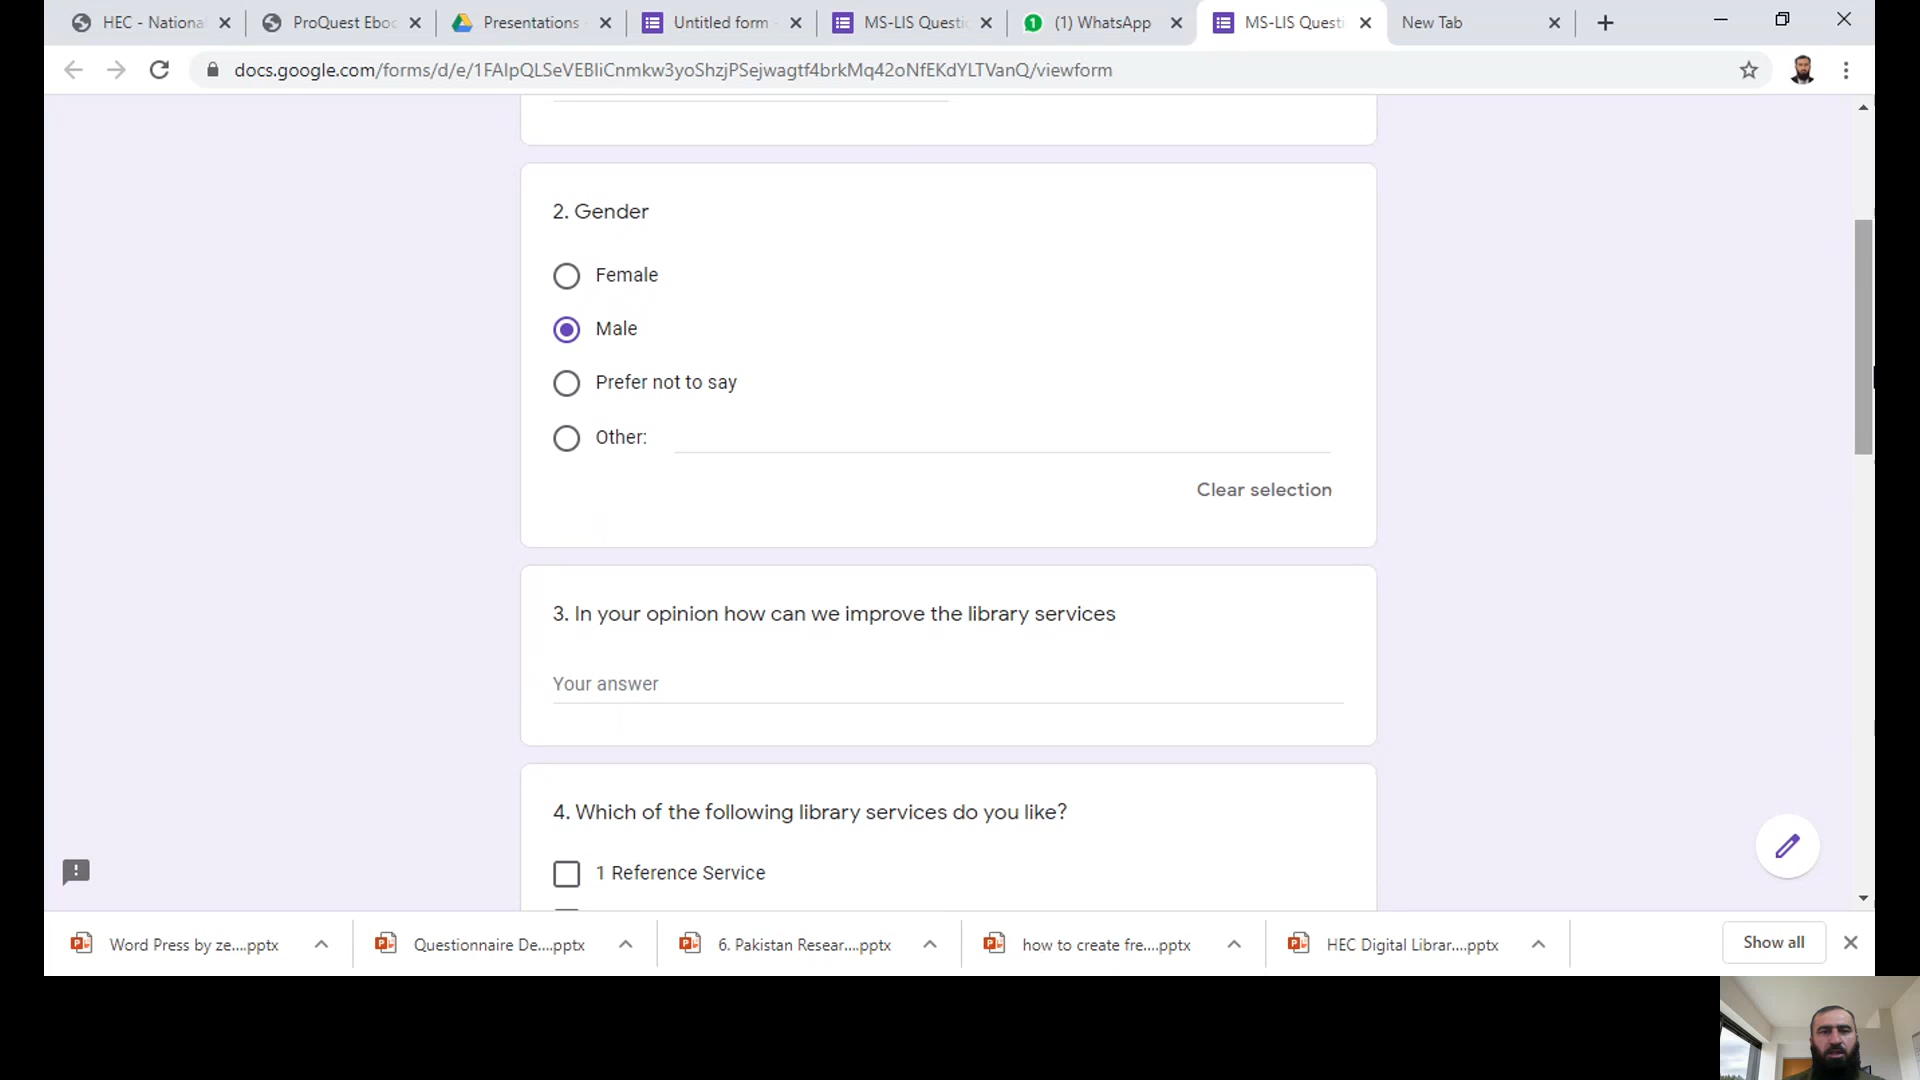 HEC - National
ProQuest Eboo
Presentations
Untitled form
MS-LIS Questi
(1) WhatsApp
MS-LIS Questi
New Tab
docs.google.com/forms/d/e/1FAIpQLSeVEBIiCnmkw3yoShzjPSejwagtf4brkMq42oNfEKdYLTVanQ/viewform
2. Gender
Female
Male
Prefer not to say
Other:
Clear selection
3. In your opinion how can we improve the library services
Your answer
4. Which of the following library services do you like?
1 Reference Service
Word Press by ze....pptx
Questionnaire De....pptx
6. Pakistan Resear....pptx
how to create fre....pptx
HEC Digital Librar....pptx
Show all